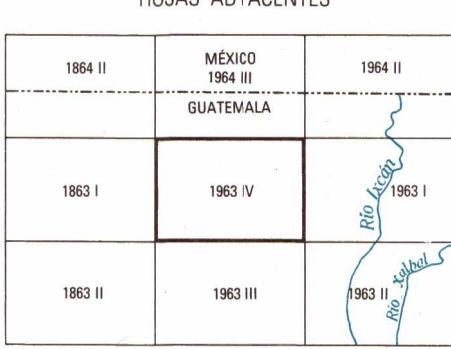 HOJAS ADYACENTES
1864 II
MÉXICO
1964 III
1964 II
GUATEMALA
1863 I
1963 IV
Río Ixcán
1963 I
1863 II
1963 III
1963 II
Río Xalbal